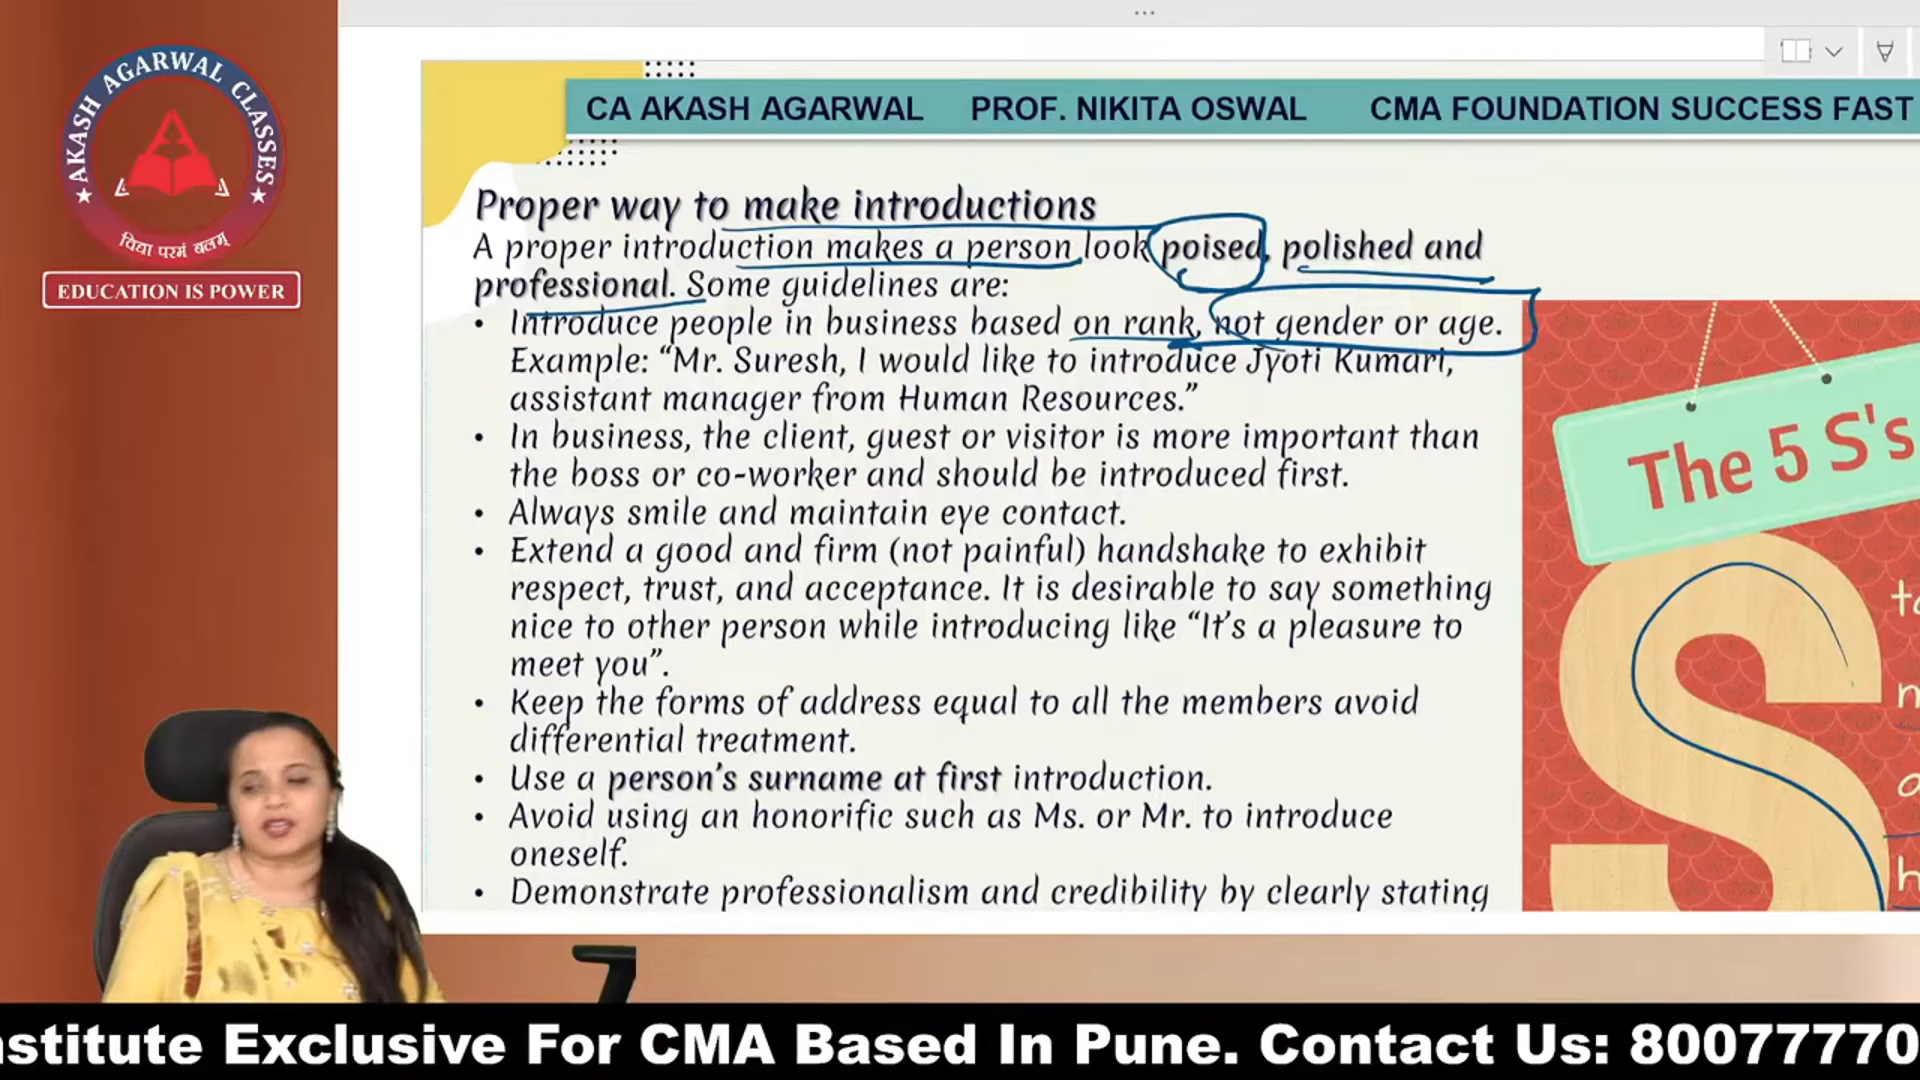 AKASH AGARWAL CLASSES
विद्या परमं बलम्
EDUCATION IS POWER
CA AKASH AGARWAL PROF. NIKITA OSWAL CMA FOUNDATION SUCCESS FAST
Proper way to make introductions
A proper introduction makes a person look poised, polished and
professional. Some guidelines are:
• Introduce people in business based on rank, not gender or age.
Example: “Mr. Suresh, I would like to introduce Jyoti Kumari,
assistant manager from Human Resources.”
• In business, the client, guest or visitor is more important than
the boss or co-worker and should be introduced first.
• Always smile and maintain eye contact.
• Extend a good and firm (not painful) handshake to exhibit
respect, trust, and acceptance. It is desirable to say something
nice to other person while introducing like “It’s a pleasure to
meet you”.
• Keep the forms of address equal to all the members avoid
differential treatment.
• Use a person’s surname at first introduction.
• Avoid using an honorific such as Ms. or Mr. to introduce
oneself.
• Demonstrate professionalism and credibility by clearly stating
The 5 S's
S
nstitute Exclusive For CMA Based In Pune. Contact Us: 80077770